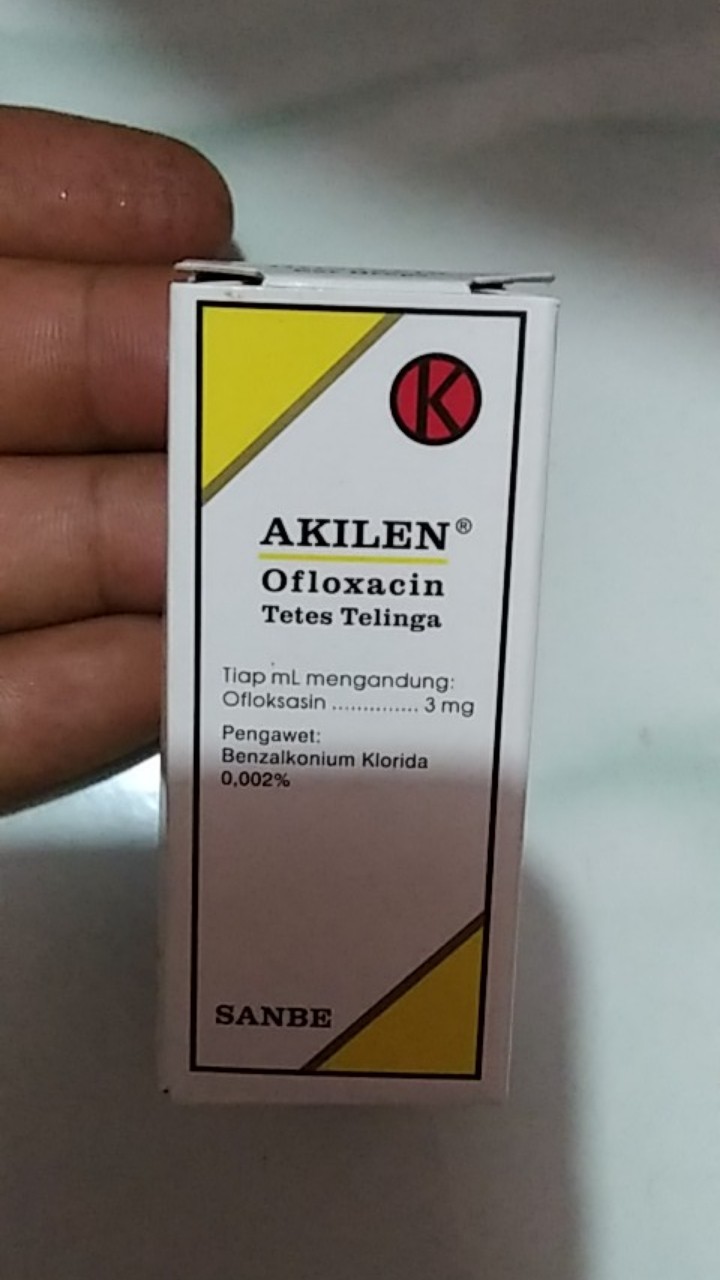 K
AKILEN®
Ofloxacin
Tetes Telinga
Tiap mL mengandung:
Ofloksasin .............. 3 mg
Pengawet:
Benzalkonium Klorida
0,002%
SANBE